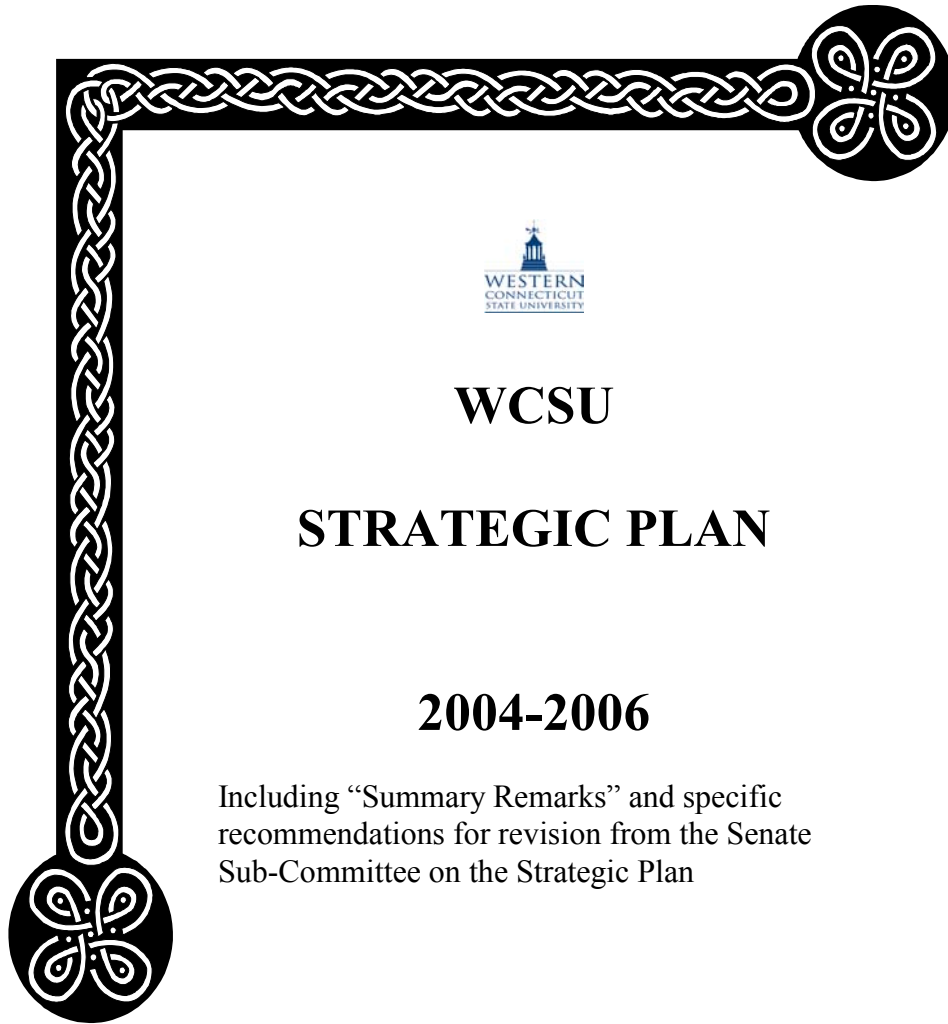 WESTERN
CONNECTICUT
STATE UNIVERSITY
WCSU
STRATEGIC PLAN
2004-2006
Including “Summary Remarks” and specific
recommendations for revision from the Senate
Sub-Committee on the Strategic Plan